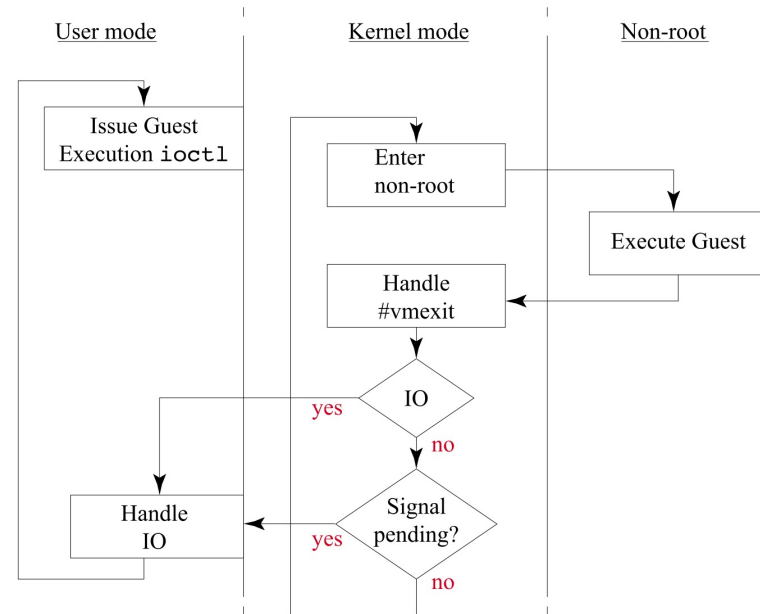 User mode
Kernel mode
Non-root
Issue Guest
Execution ioctl
Enter
non-root
Execute Guest
Handle
#vmexit
IO
yes
no
Signal
pending?
Handle
IO
yes
no